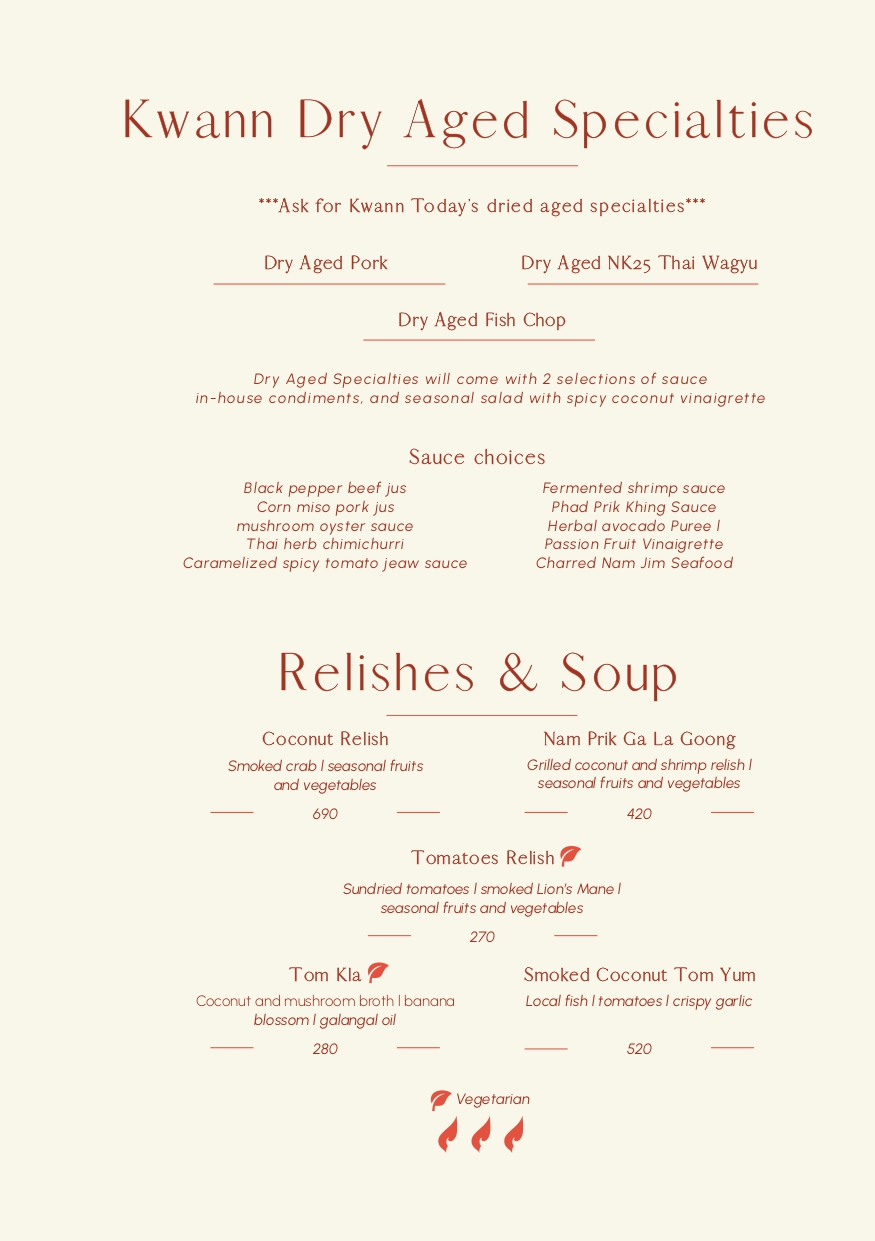 Kwann Dry Aged Specialties
***Ask for Kwann Today's dried aged specialties***
Dry Aged Pork
Dry Aged NK25 Thai Wagyu
Dry Aged Fish Chop
Dry Aged Specialties will come with 2 selections of sauce
in-house condiments, and seasonal salad with spicy coconut vinaigrette
Sauce choices
Black pepper beef jus
Corn miso pork jus
mushroom oyster sauce
Thai herb chimichurri
Caramelized spicy tomato jeaw sauce
Fermented shrimp sauce
Phad Prik Khing Sauce
Herbal avocado Puree l
Passion Fruit Vinaigrette
Charred Nam Jim Seafood
Relishes & Soup
Coconut Relish
Smoked crab l seasonal fruits
and vegetables
690
Nam Prik Ga La Goong
Grilled coconut and shrimp relish l
seasonal fruits and vegetables
420
Tomatoes Relish
Sundried tomatoes l smoked Lion's Mane l
seasonal fruits and vegetables
270
Tom Kla
Coconut and mushroom broth l banana
blossom l galangal oil
280
Smoked Coconut Tom Yum
Local fish l tomatoes l crispy garlic
520
Vegetarian